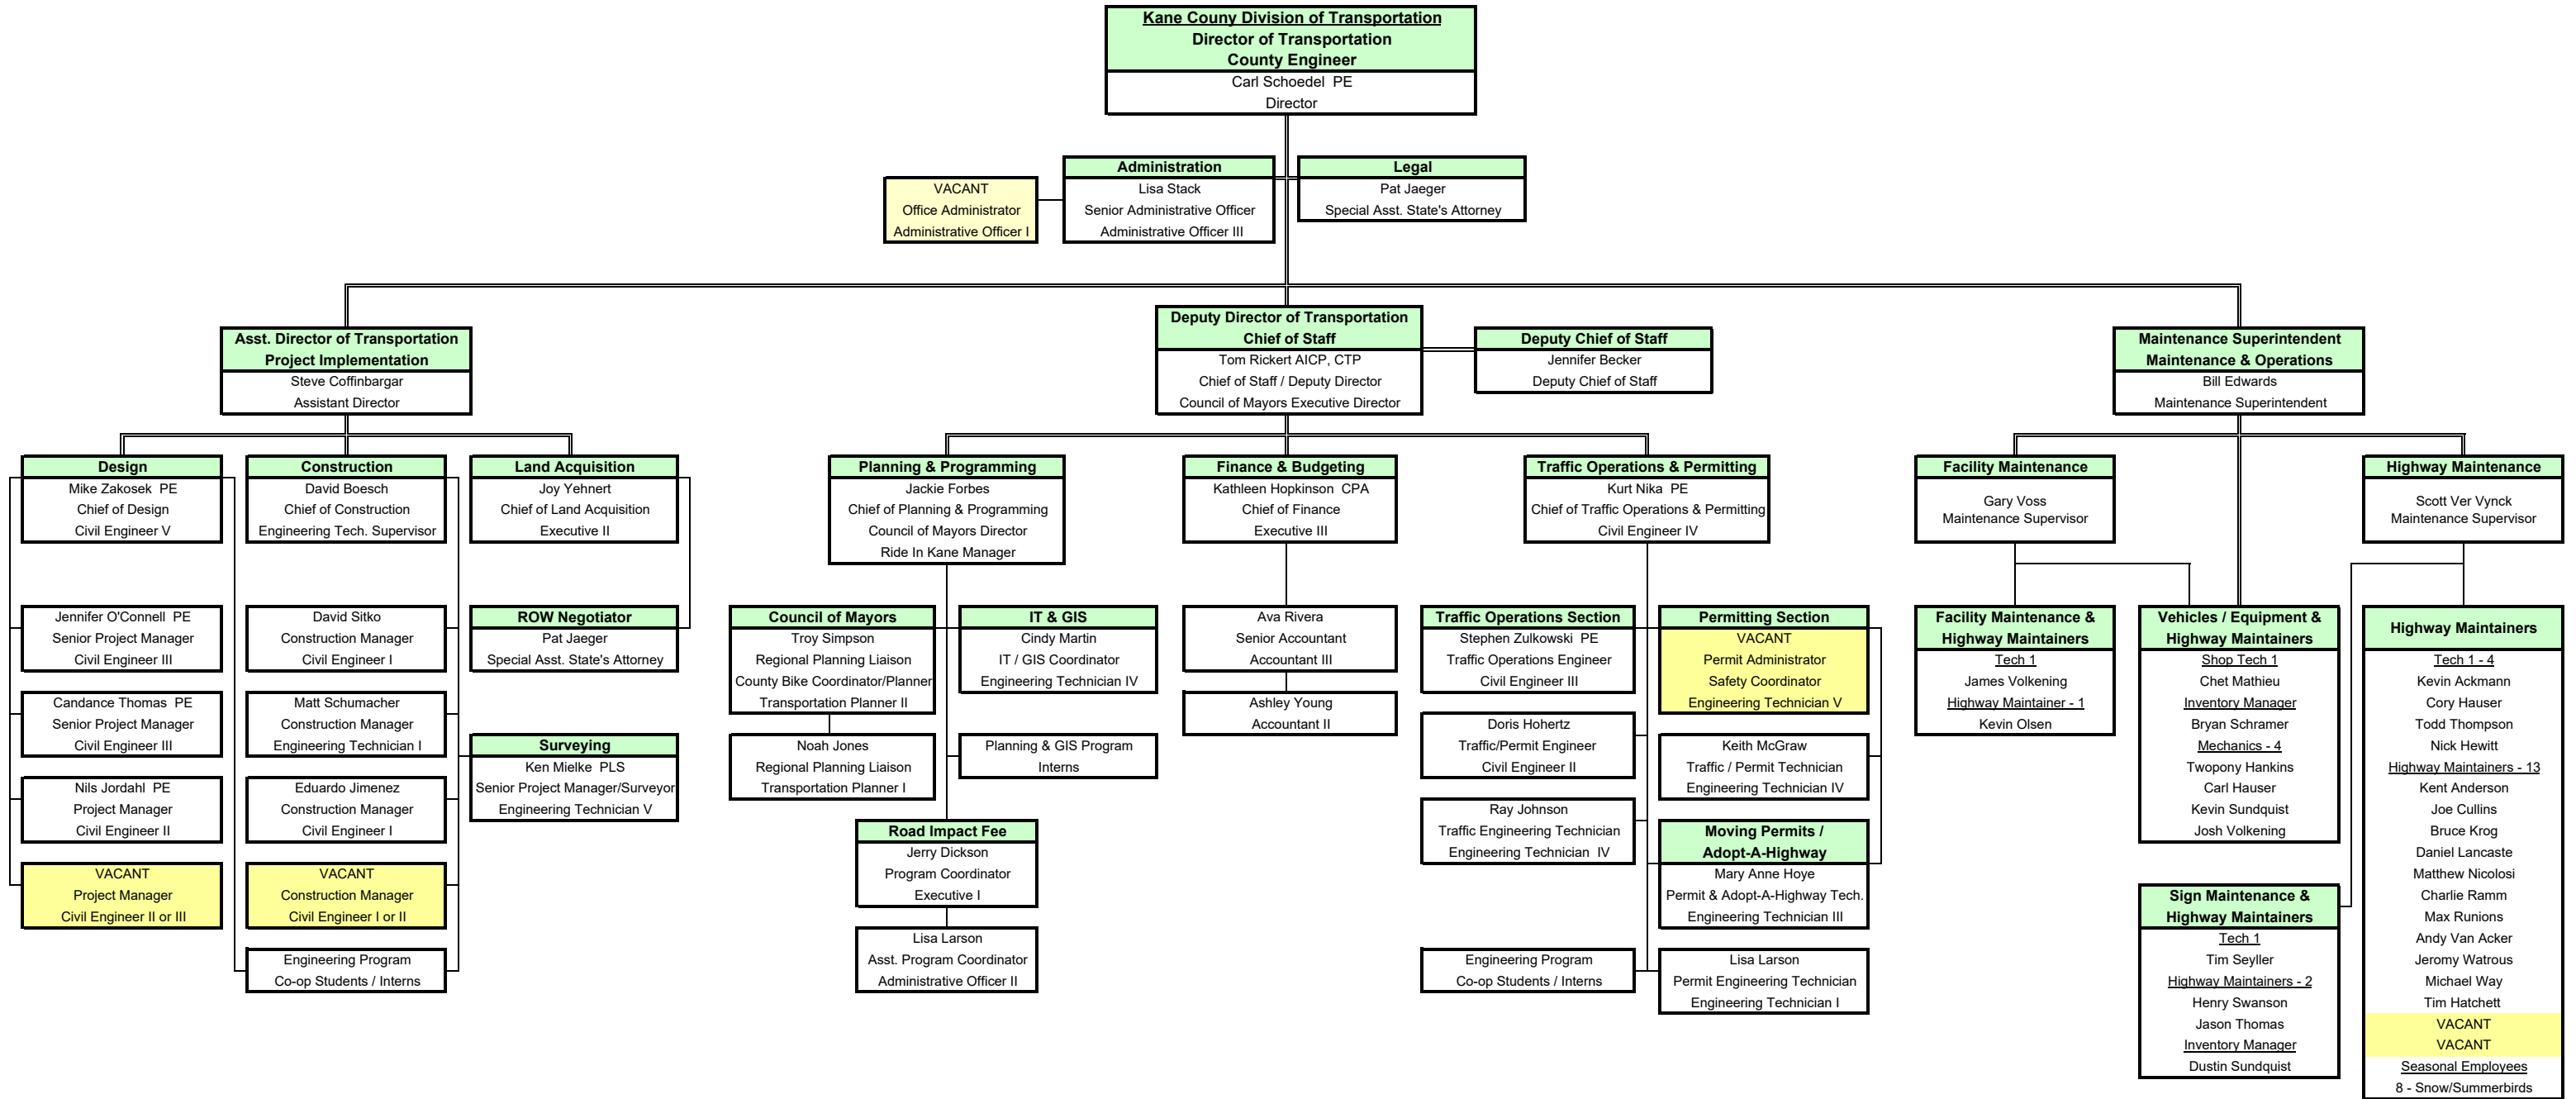 Kane Couny Division of Transportation
Director of Transportation
County Engineer
Carl Schoedel  PE
Director
Administration
Lisa Stack
Senior Administrative Officer
Administrative Officer III
Legal
Pat Jaeger
Special Asst. State's Attorney
VACANT
Office Administrator
Administrative Officer I
Asst. Director of Transportation
Project Implementation
Steve Coffinbargar
Assistant Director
Deputy Director of Transportation
Chief of Staff
Tom Rickert AICP, CTP
Chief of Staff / Deputy Director
Council of Mayors Executive Director
Deputy Chief of Staff
Jennifer Becker
Deputy Chief of Staff
Maintenance Superintendent
Maintenance & Operations
Bill Edwards
Maintenance Superintendent
Design
Mike Zakosek  PE
Chief of Design
Civil Engineer V
Jennifer O'Connell  PE
Senior Project Manager
Civil Engineer III
Candance Thomas  PE
Senior Project Manager
Civil Engineer III
Nils Jordahl  PE
Project Manager
Civil Engineer II
VACANT
Project Manager
Civil Engineer II or III
Construction
David Boesch
Chief of Construction
Engineering Tech. Supervisor
David Sitko
Construction Manager
Civil Engineer I
Matt Schumacher
Construction Manager
Engineering Technician I
Eduardo Jimenez
Construction Manager
Civil Engineer I
VACANT
Construction Manager
Civil Engineer I or II
Engineering Program
Co-op Students / Interns
Land Acquisition
Joy Yehnert
Chief of Land Acquisition
Executive II
ROW Negotiator
Pat Jaeger
Special Asst. State's Attorney
Surveying
Ken Mielke  PLS
Senior Project Manager/Surveyor
Engineering Technician V
Planning & Programming
Jackie Forbes
Chief of Planning & Programming
Council of Mayors Director
Ride In Kane Manager
Council of Mayors
Troy Simpson
Regional Planning Liaison
County Bike Coordinator/Planner
Transportation Planner II
Noah Jones
Regional Planning Liaison
Transportation Planner I
IT & GIS
Cindy Martin
IT / GIS Coordinator
Engineering Technician IV
Planning & GIS Program
Interns
Road Impact Fee
Jerry Dickson
Program Coordinator
Executive I
Lisa Larson
Asst. Program Coordinator
Administrative Officer II
Finance & Budgeting
Kathleen Hopkinson  CPA
Chief of Finance
Executive III
Ava Rivera
Senior Accountant
Accountant III
Ashley Young
Accountant II
Traffic Operations & Permitting
Kurt Nika  PE
Chief of Traffic Operations & Permitting
Civil Engineer IV
Traffic Operations Section
Stephen Zulkowski  PE
Traffic Operations Engineer
Civil Engineer III
Doris Hohertz
Traffic/Permit Engineer
Civil Engineer II
Ray Johnson
Traffic Engineering Technician
Engineering Technician  IV
Engineering Program
Co-op Students / Interns
Permitting Section
VACANT
Permit Administrator
Safety Coordinator
Engineering Technician V
Keith McGraw
Traffic / Permit Technician
Engineering Technician IV
Moving Permits /
Adopt-A-Highway
Mary Anne Hoye
Permit & Adopt-A-Highway Tech.
Engineering Technician III
Lisa Larson
Permit Engineering Technician
Engineering Technician I
Facility Maintenance
Gary Voss
Maintenance Supervisor
Facility Maintenance &
Highway Maintainers
Tech 1
James Volkening
Highway Maintainer - 1
Kevin Olsen
Vehicles / Equipment &
Highway Maintainers
Shop Tech 1
Chet Mathieu
Inventory Manager
Bryan Schramer
Mechanics - 4
Twopony Hankins
Carl Hauser
Kevin Sundquist
Josh Volkening
Sign Maintenance &
Highway Maintainers
Tech 1
Tim Seyller
Highway Maintainers - 2
Henry Swanson
Jason Thomas
Inventory Manager
Dustin Sundquist
Highway Maintenance
Scott Ver Vynck
Maintenance Supervisor
Highway Maintainers
Tech 1 - 4
Kevin Ackmann
Cory Hauser
Todd Thompson
Nick Hewitt
Highway Maintainers - 13
Kent Anderson
Joe Cullins
Bruce Krog
Daniel Lancaste
Matthew Nicolosi
Charlie Ramm
Max Runions
Andy Van Acker
Jeromy Watrous
Michael Way
Tim Hatchett
VACANT
VACANT
Seasonal Employees
8 - Snow/Summerbirds